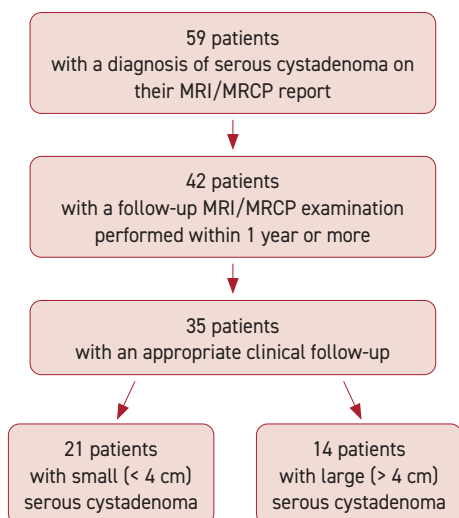 59 patients
with a diagnosis of serous cystadenoma on
their MRI/MRCP report
42 patients
with a follow-up MRI/MRCP examination
performed within 1 year or more
35 patients
with an appropriate clinical follow-up
21 patients
with small (< 4 cm)
serous cystadenoma
14 patients
with large (> 4 cm)
serous cystadenoma